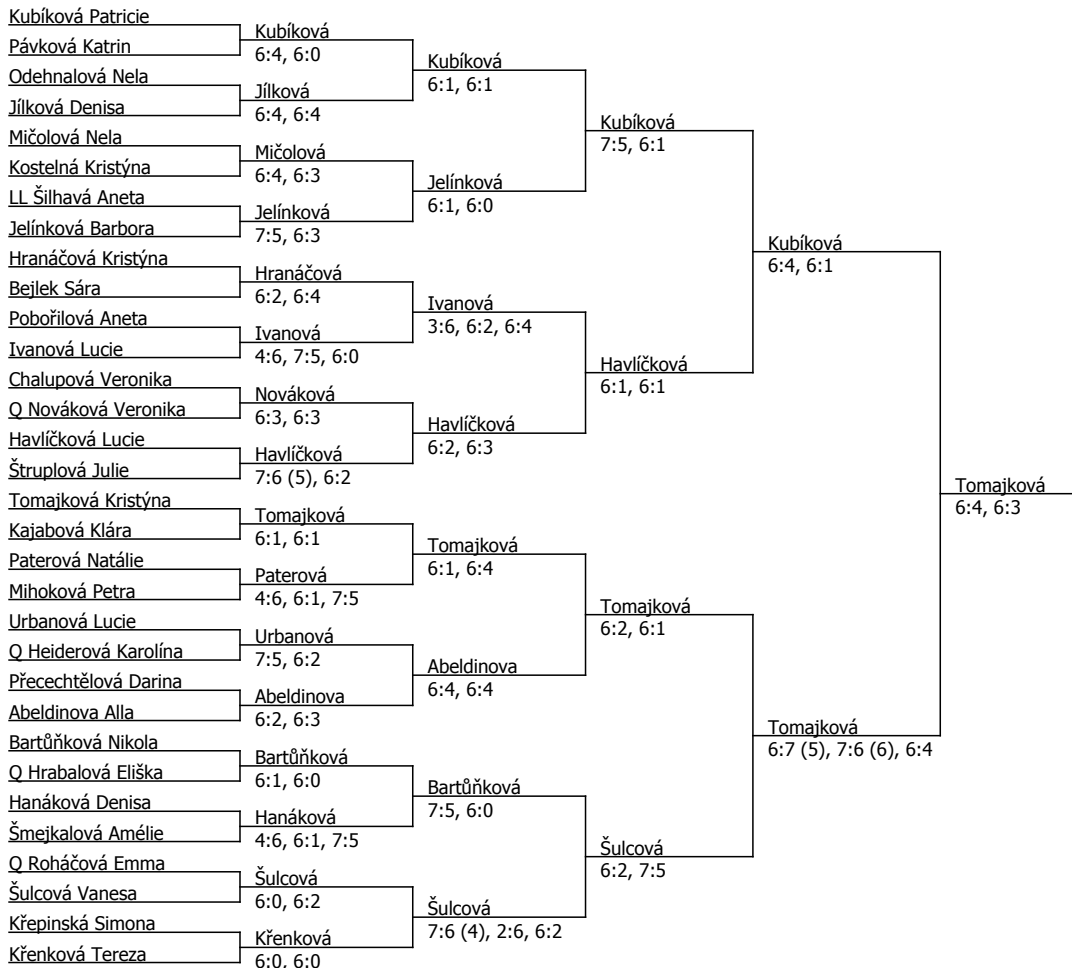 Kubíková Patricie
Pávková Katrin
Odehnalová Nela
Jílková Denisa
Mičolová Nela
Kostelná Kristýna
LL Šilhavá Aneta
Jelínková Barbora
Hranáčová Kristýna
Bejlek Sára
Pobořilová Aneta
Ivanová Lucie
Chalupová Veronika
Q Nováková Veronika
Havlíčková Lucie
Štruplová Julie
Tomajková Kristýna
Kajabová Klára
Paterová Natálie
Mihoková Petra
Urbanová Lucie
Q Heiderová Karolína
Přecechtělová Darina
Abeldinova Alla
Bartůňková Nikola
Q Hrabalová Eliška
Hanáková Denisa
Šmejkalová Amélie
Q Roháčová Emma
Šulcová Vanesa
Křepinská Simona
Křenková Tereza
Kubíková
6:4, 6:0
Jílková
6:4, 6:4
Mičolová
6:4, 6:3
Jelínková
7:5, 6:3
Hranáčová
6:2, 6:4
Ivanová
4:6, 7:5, 6:0
Nováková
6:3, 6:3
Havlíčková
7:6 (5), 6:2
Tomajková
6:1, 6:1
Paterová
4:6, 6:1, 7:5
Urbanová
7:5, 6:2
Abeldinova
6:2, 6:3
Bartůňková
6:1, 6:0
Hanáková
4:6, 6:1, 7:5
Šulcová
6:0, 6:2
Křenková
6:0, 6:0
Kubíková
6:1, 6:1
Jelínková
6:1, 6:0
Ivanová
3:6, 6:2, 6:4
Havlíčková
6:2, 6:3
Tomajková
6:1, 6:4
Abeldinova
6:4, 6:4
Bartůňková
7:5, 6:0
Šulcová
7:6 (4), 2:6, 6:2
Kubíková
7:5, 6:1
Havlíčková
6:1, 6:1
Tomajková
6:2, 6:1
Šulcová
6:2, 7:5
Kubíková
6:4, 6:1
Tomajková
6:7 (5), 7:6 (6), 6:4
Tomajková
6:4, 6:3